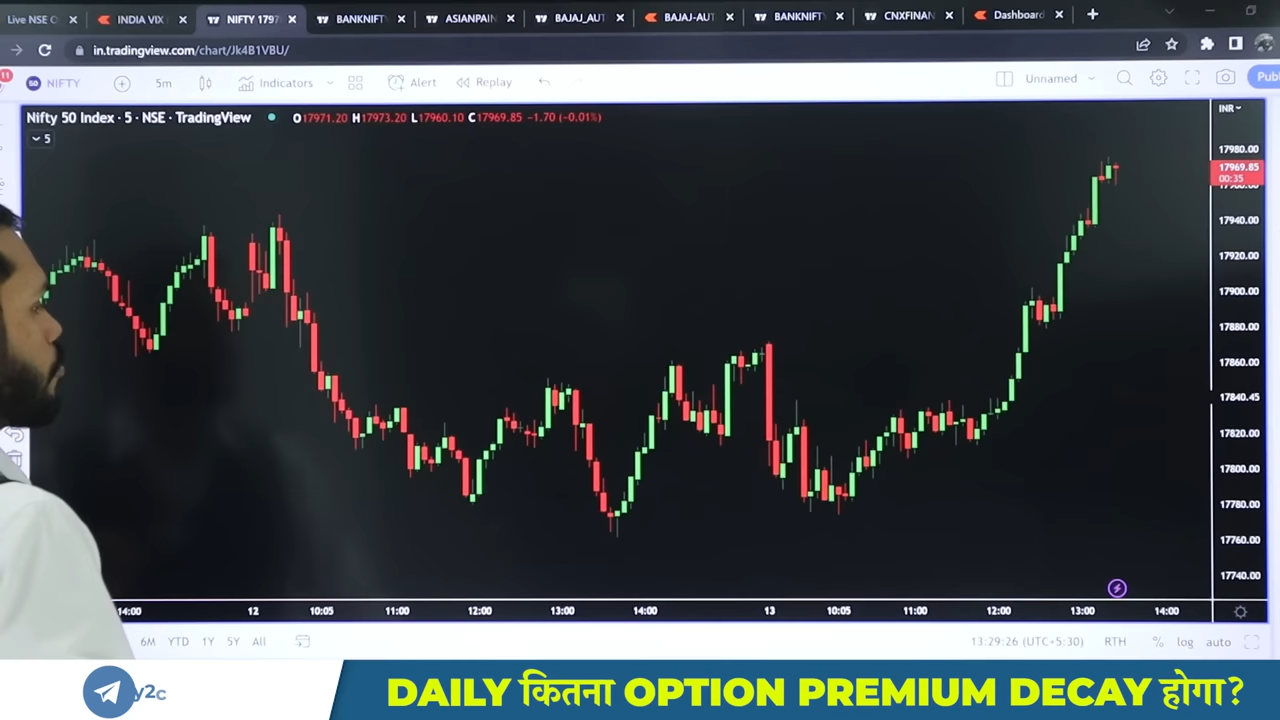 Live NSE O
INDIA VIX
NIFTY 1797
BANKNIFT
ASIANPAIN
BAJAJ_AUT
BAJAJ-AUT
BANKNIFT
CNXFINAN
Dashboard
in.tradingview.com/chart/Jk4B1VBU/
11
50 NIFTY
5m
Indicators
Alert
Replay
Unnamed
Publ
Nifty 50 Index · 5 · NSE · TradingView
O17971.20 H17973.20 L17960.10 C17969.85 −1.70 (−0.01%)
INR
5
17980.00
17969.85
00:35
17960.00
17940.00
17920.00
17900.00
17880.00
17860.00
17840.45
17820.00
17800.00
17780.00
17760.00
17740.00
14:00 12 10:05 11:00 12:00 13:00 14:00 13 10:05 11:00 12:00 13:00 14:00
6M YTD 1Y 5Y All
13:29:26 (UTC+5:30) RTH % log auto
y2c
DAILY कितना OPTION PREMIUM DECAY होगा?